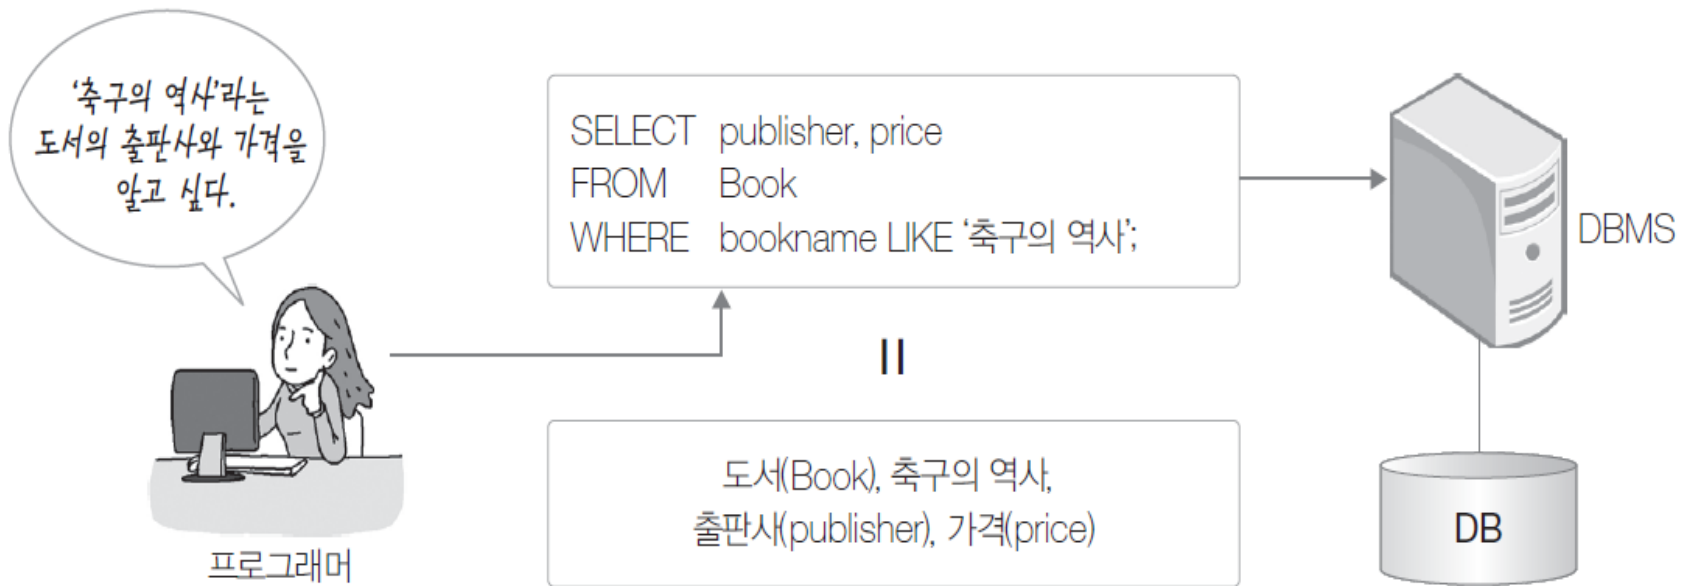 ‘축구의 역사’라는
도서의 출판사와 가격을
알고 싶다.
프로그래머
SELECT publisher, price
FROM Book
WHERE bookname LIKE ‘축구의 역사’;
=
도서(Book), 축구의 역사,
출판사(publisher), 가격(price)
DBMS
DB